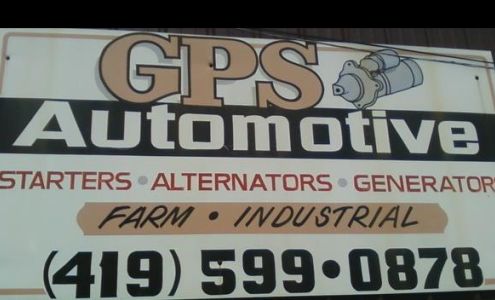 GPS
Automotive
STARTERS • ALTERNATORS • GENERATOR
FARM • INDUSTRIAL
(419) 599•0878